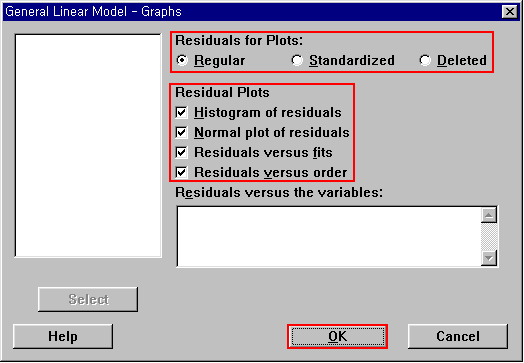 General Linear Model - Graphs
Residuals for Plots:
Regular Standardized Deleted
Residual Plots
Histogram of residuals
Normal plot of residuals
Residuals versus fits
Residuals versus order
Residuals versus the variables:
Select
Help OK Cancel